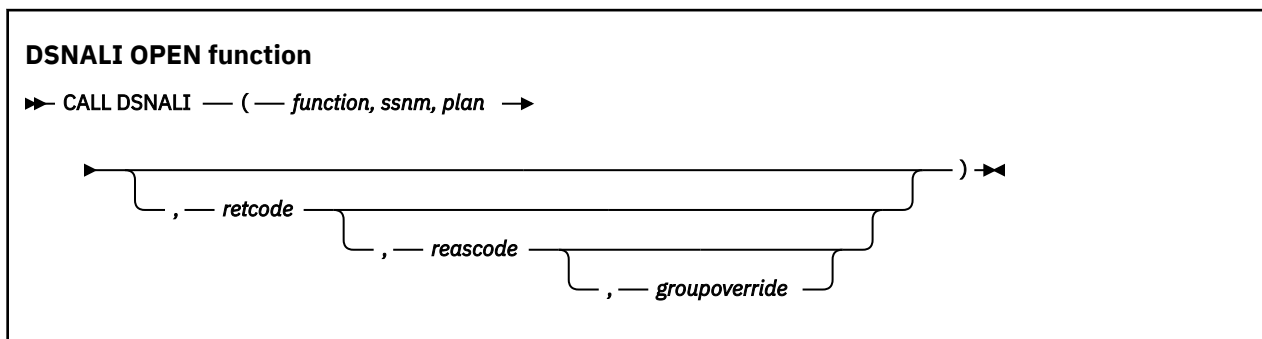 DSNALI OPEN function
CALL DSNALI ( function, ssnm, plan
)
, retcode
, reascode
, groupoverride